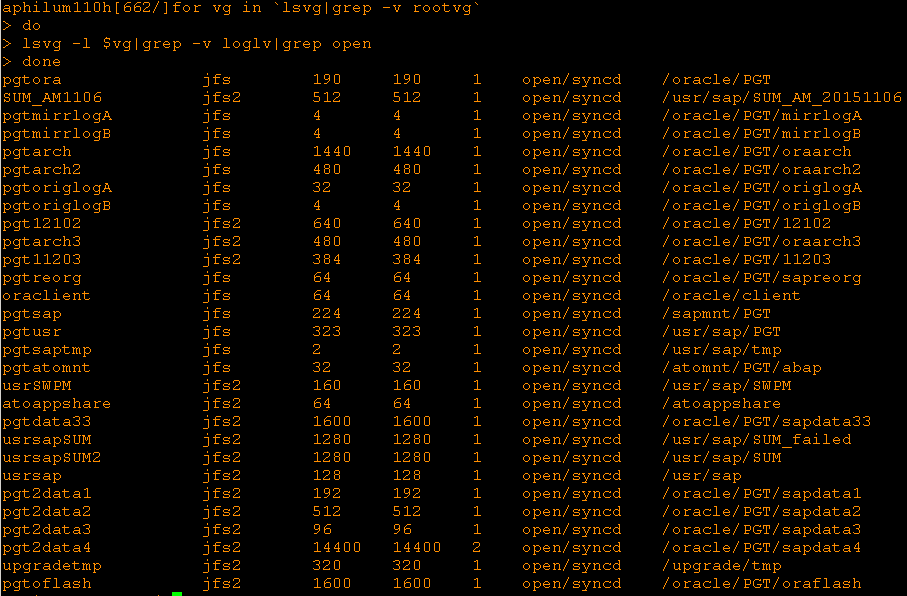 aphilum110h[662/]for vg in `lsvg|grep -v rootvg`
> do
> lsvg -l $vg|grep -v loglv|grep open
> done
pgtora jfs 190 190 1 open/syncd /oracle/PGT
SUM_AM1106 jfs2 512 512 1 open/syncd /usr/sap/SUM_AM_20151106
pgtmirrlogA jfs 4 4 1 open/syncd /oracle/PGT/mirrlogA
pgtmirrlogB jfs 4 4 1 open/syncd /oracle/PGT/mirrlogB
pgtarch jfs 1440 1440 1 open/syncd /oracle/PGT/oraarch
pgtarch2 jfs 480 480 1 open/syncd /oracle/PGT/oraarch2
pgtoriglogA jfs 32 32 1 open/syncd /oracle/PGT/origlogA
pgtoriglogB jfs 4 4 1 open/syncd /oracle/PGT/origlogB
pgt12102 jfs2 640 640 1 open/syncd /oracle/PGT/12102
pgtarch3 jfs2 480 480 1 open/syncd /oracle/PGT/oraarch3
pgt11203 jfs2 384 384 1 open/syncd /oracle/PGT/11203
pgtreorg jfs 64 64 1 open/syncd /oracle/PGT/sapreorg
oraclient jfs 64 64 1 open/syncd /oracle/client
pgtsap jfs 224 224 1 open/syncd /sapmnt/PGT
pgtusr jfs 323 323 1 open/syncd /usr/sap/PGT
pgtsaptmp jfs 2 2 1 open/syncd /usr/sap/tmp
pgtatomnt jfs 32 32 1 open/syncd /atomnt/PGT/abap
usrSWPM jfs2 160 160 1 open/syncd /usr/sap/SWPM
atoappshare jfs2 64 64 1 open/syncd /atoappshare
pgtdata33 jfs2 1600 1600 1 open/syncd /oracle/PGT/sapdata33
usrsapSUM jfs2 1280 1280 1 open/syncd /usr/sap/SUM_failed
usrsapSUM2 jfs2 1280 1280 1 open/syncd /usr/sap/SUM
usrsap jfs2 128 128 1 open/syncd /usr/sap
pgt2data1 jfs2 192 192 1 open/syncd /oracle/PGT/sapdata1
pgt2data2 jfs2 512 512 1 open/syncd /oracle/PGT/sapdata2
pgt2data3 jfs2 96 96 1 open/syncd /oracle/PGT/sapdata3
pgt2data4 jfs2 14400 14400 2 open/syncd /oracle/PGT/sapdata4
upgradetmp jfs2 320 320 1 open/syncd /upgrade/tmp
pgtoflash jfs2 1600 1600 1 open/syncd /oracle/PGT/oraflash